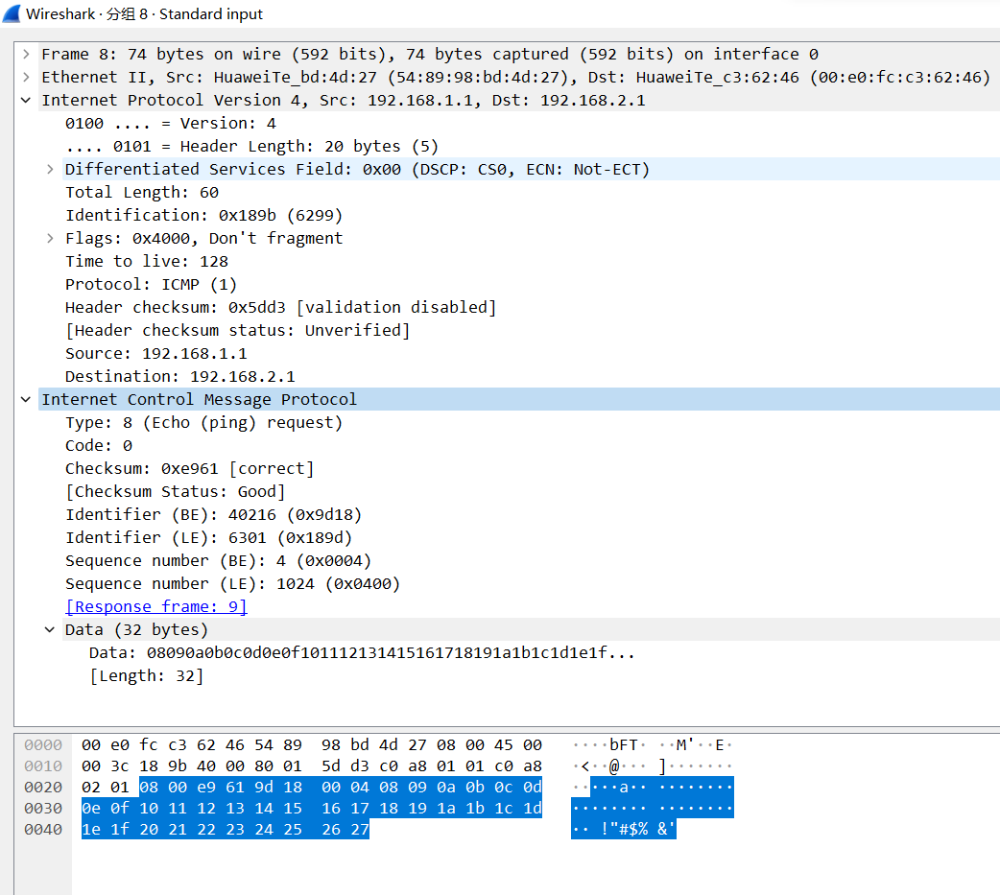 Wireshark · 分组 8 · Standard input
Frame 8: 74 bytes on wire (592 bits), 74 bytes captured (592 bits) on interface 0
Ethernet II, Src: HuaweiTe_bd:4d:27 (54:89:98:bd:4d:27), Dst: HuaweiTe_c3:62:46 (00:e0:fc:c3:62:46)
Internet Protocol Version 4, Src: 192.168.1.1, Dst: 192.168.2.1
0100 .... = Version: 4
.... 0101 = Header Length: 20 bytes (5)
Differentiated Services Field: 0x00 (DSCP: CS0, ECN: Not-ECT)
Total Length: 60
Identification: 0x189b (6299)
Flags: 0x4000, Don't fragment
Time to live: 128
Protocol: ICMP (1)
Header checksum: 0x5dd3 [validation disabled]
[Header checksum status: Unverified]
Source: 192.168.1.1
Destination: 192.168.2.1
Internet Control Message Protocol
Type: 8 (Echo (ping) request)
Code: 0
Checksum: 0xe961 [correct]
[Checksum Status: Good]
Identifier (BE): 40216 (0x9d18)
Identifier (LE): 6301 (0x189d)
Sequence number (BE): 4 (0x0004)
Sequence number (LE): 1024 (0x0400)
[Response frame: 9]
Data (32 bytes)
Data: 08090a0b0c0d0e0f101112131415161718191a1b1c1d1e1f...
[Length: 32]
0000 00 e0 fc c3 62 46 54 89 98 bd 4d 27 08 00 45 00 ····bFT· ··M'··E·
0010 00 3c 18 9b 40 00 80 01 5d d3 c0 a8 01 01 c0 a8 ·<··@··· ]·······
0020 02 01 08 00 e9 61 9d 18 00 04 08 09 0a 0b 0c 0d ·····a·· ········
0030 0e 0f 10 11 12 13 14 15 16 17 18 19 1a 1b 1c 1d ········ ········
0040 1e 1f 20 21 22 23 24 25 26 27 ·· !"#$% &'